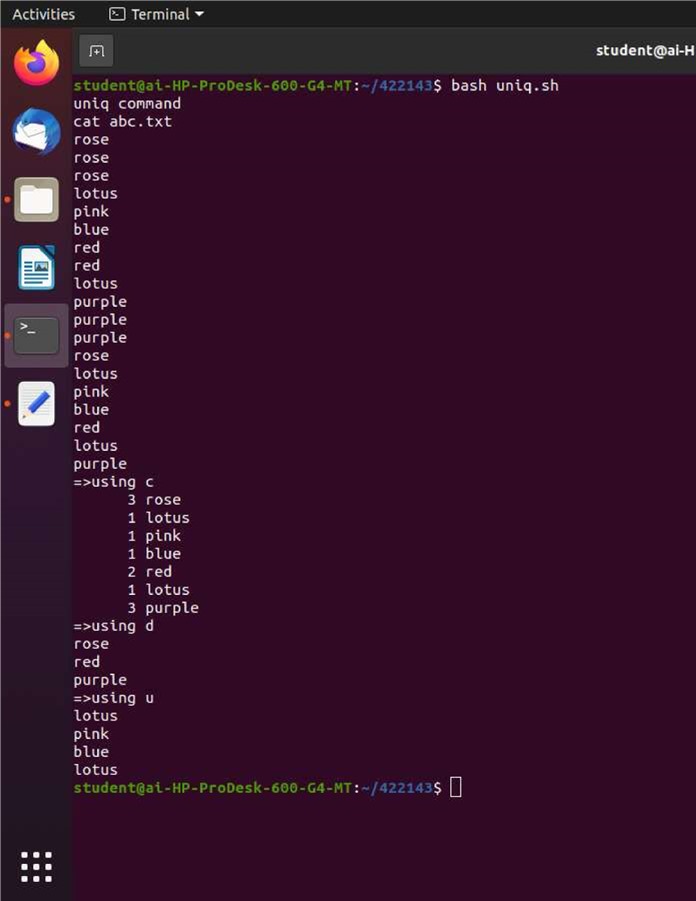 Activities
Terminal
student@ai-H
student@ai-HP-ProDesk-600-G4-MT:~/422143$ bash uniq.sh
uniq command
cat abc.txt
rose
rose
rose
lotus
pink
blue
red
red
lotus
purple
purple
purple
rose
lotus
pink
blue
red
lotus
purple
=>using c
3 rose
1 lotus
1 pink
1 blue
2 red
1 lotus
3 purple
=>using d
rose
red
purple
=>using u
lotus
pink
blue
lotus
student@ai-HP-ProDesk-600-G4-MT:~/422143$